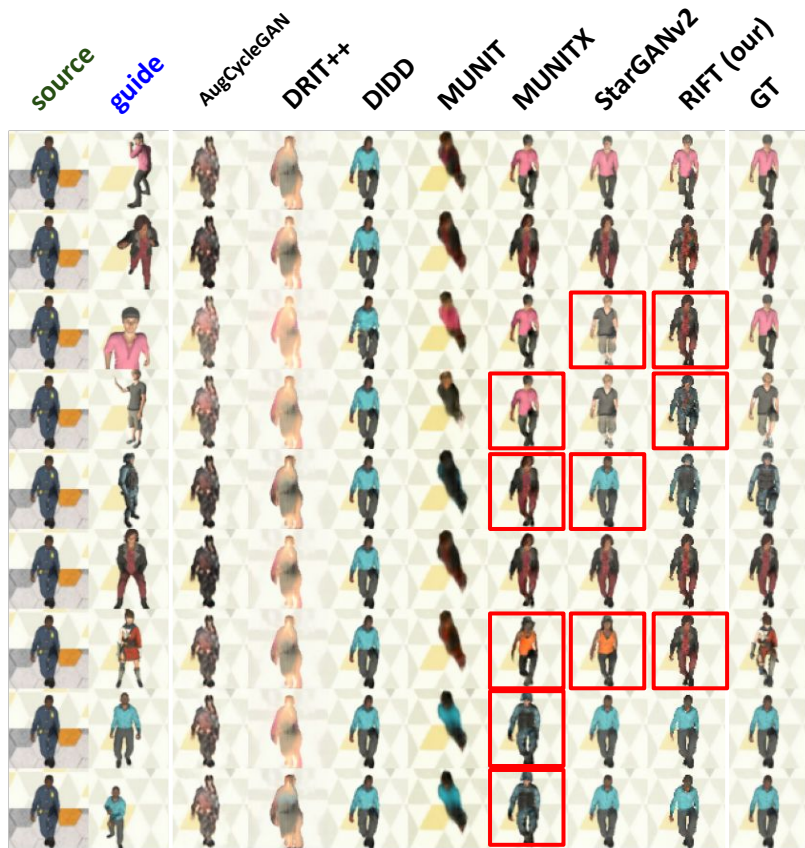 source
guide
AugCycleGAN
DRIT++
DIDD
MUNIT
MUNITX
StarGANv2
RIFT (our)
GT